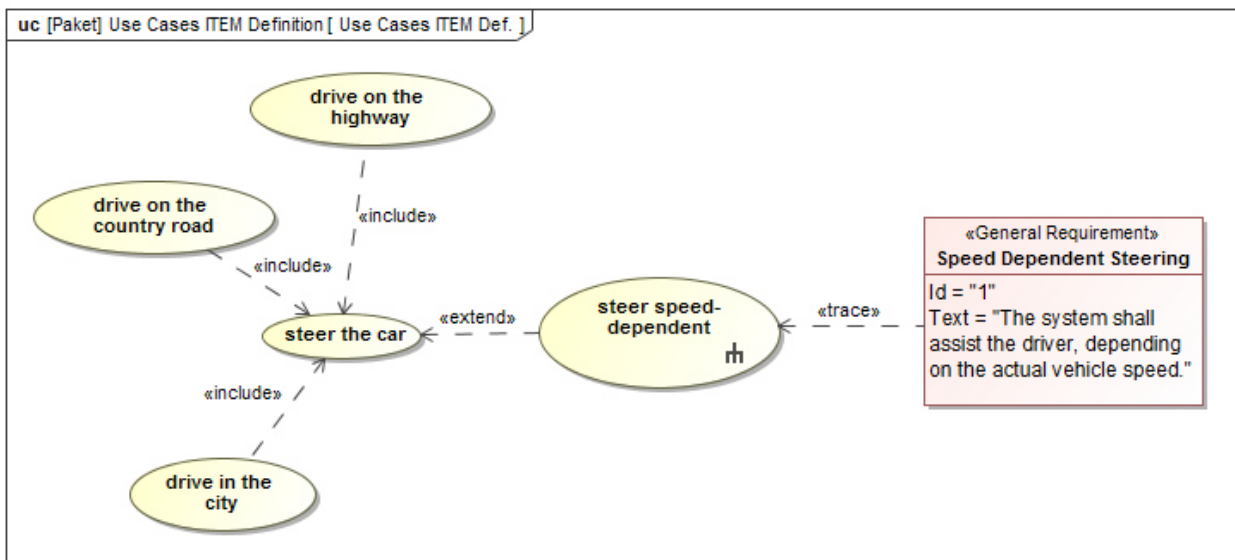 uc [Paket] Use Cases ITEM Definition [ Use Cases ITEM Def. ]
drive on the
highway
drive on the
country road
«include»
«include»
steer the car
«include»
drive in the
city
«extend»
steer speed-
dependent
«trace»
«General Requirement»
Speed Dependent Steering
Id = "1"
Text = "The system shall
assist the driver, depending
on the actual vehicle speed."